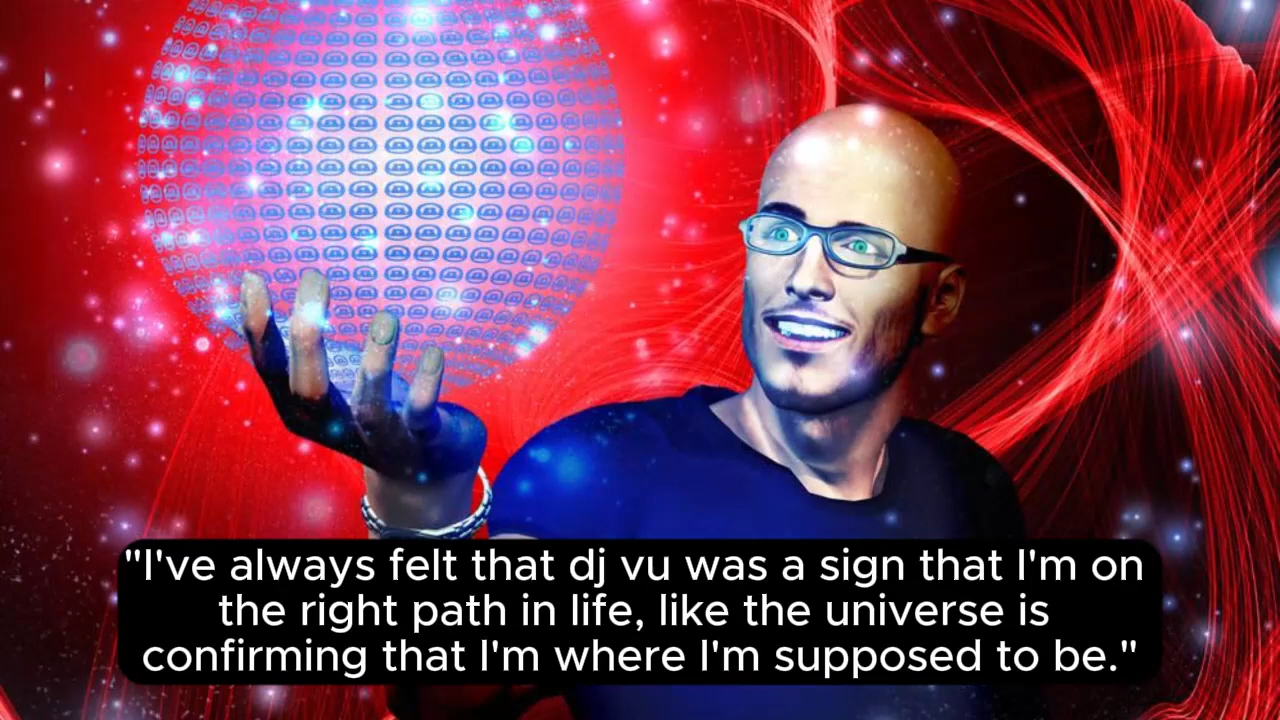 "I've always felt that dj vu was a sign that I'm on
the right path in life, like the universe is
confirming that I'm where I'm supposed to be."